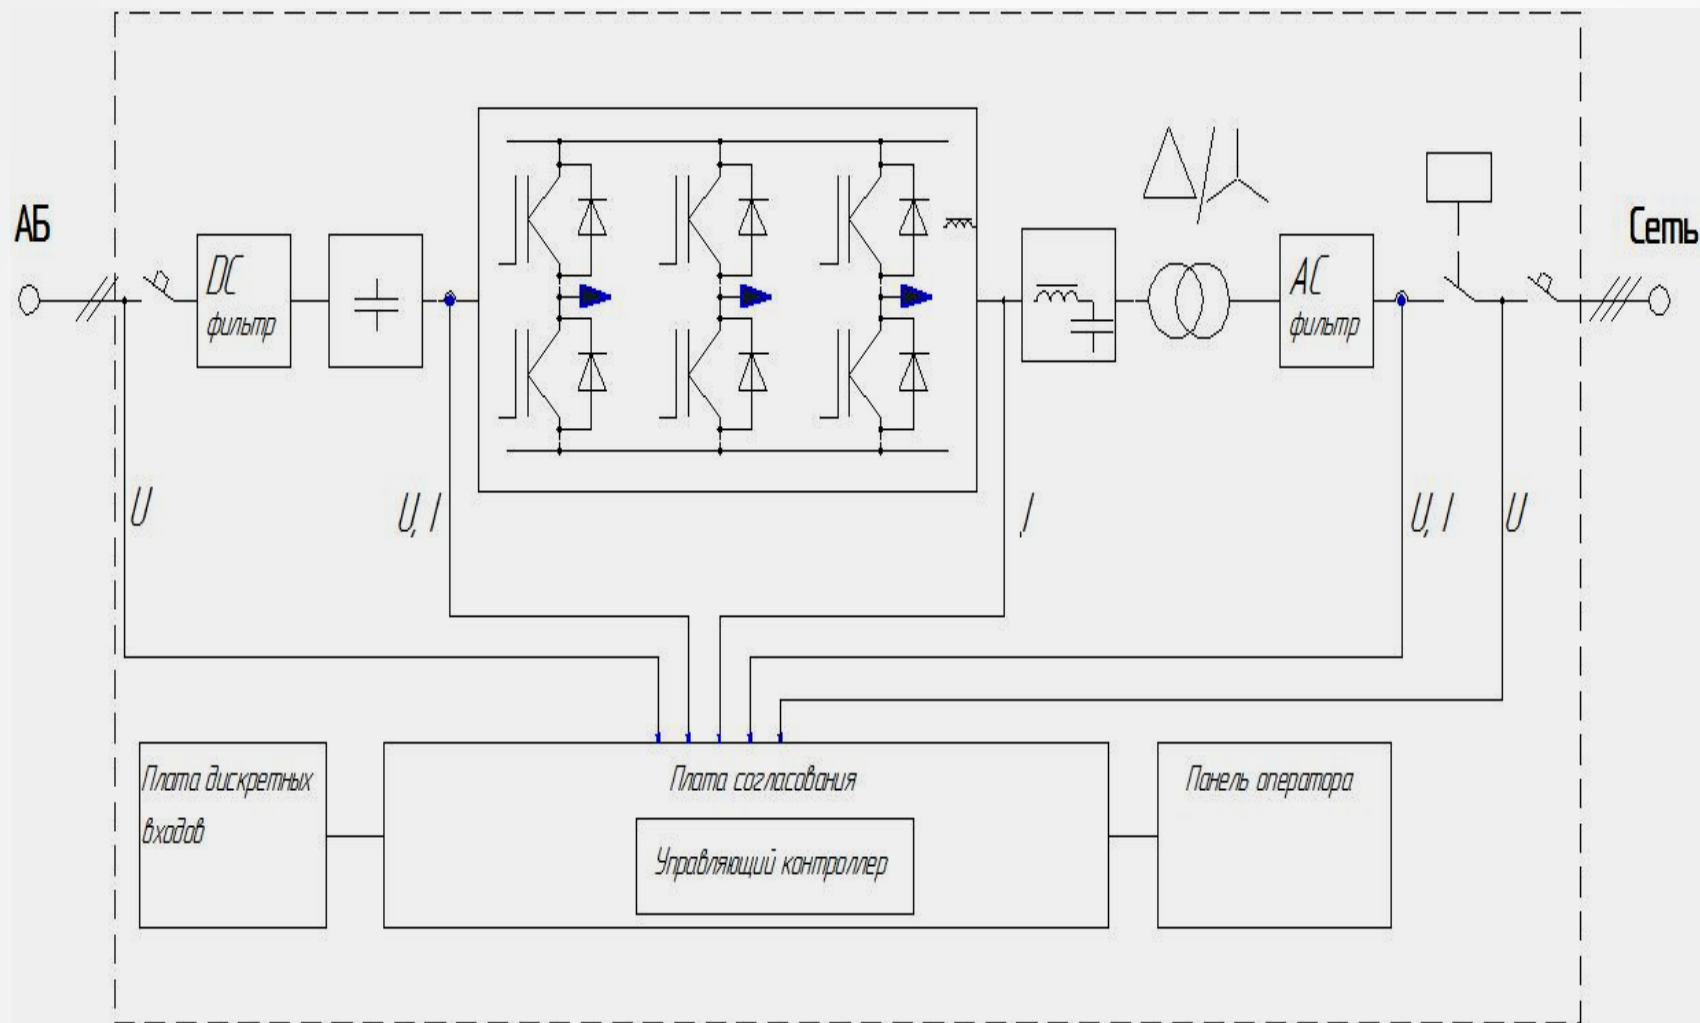 АБ
DC
фильтр
AC
фильтр
Сеть
U
U, I
I
U, I
U
Плата дискретных
входов
Плата согласования
Управляющий контроллер
Панель оператора